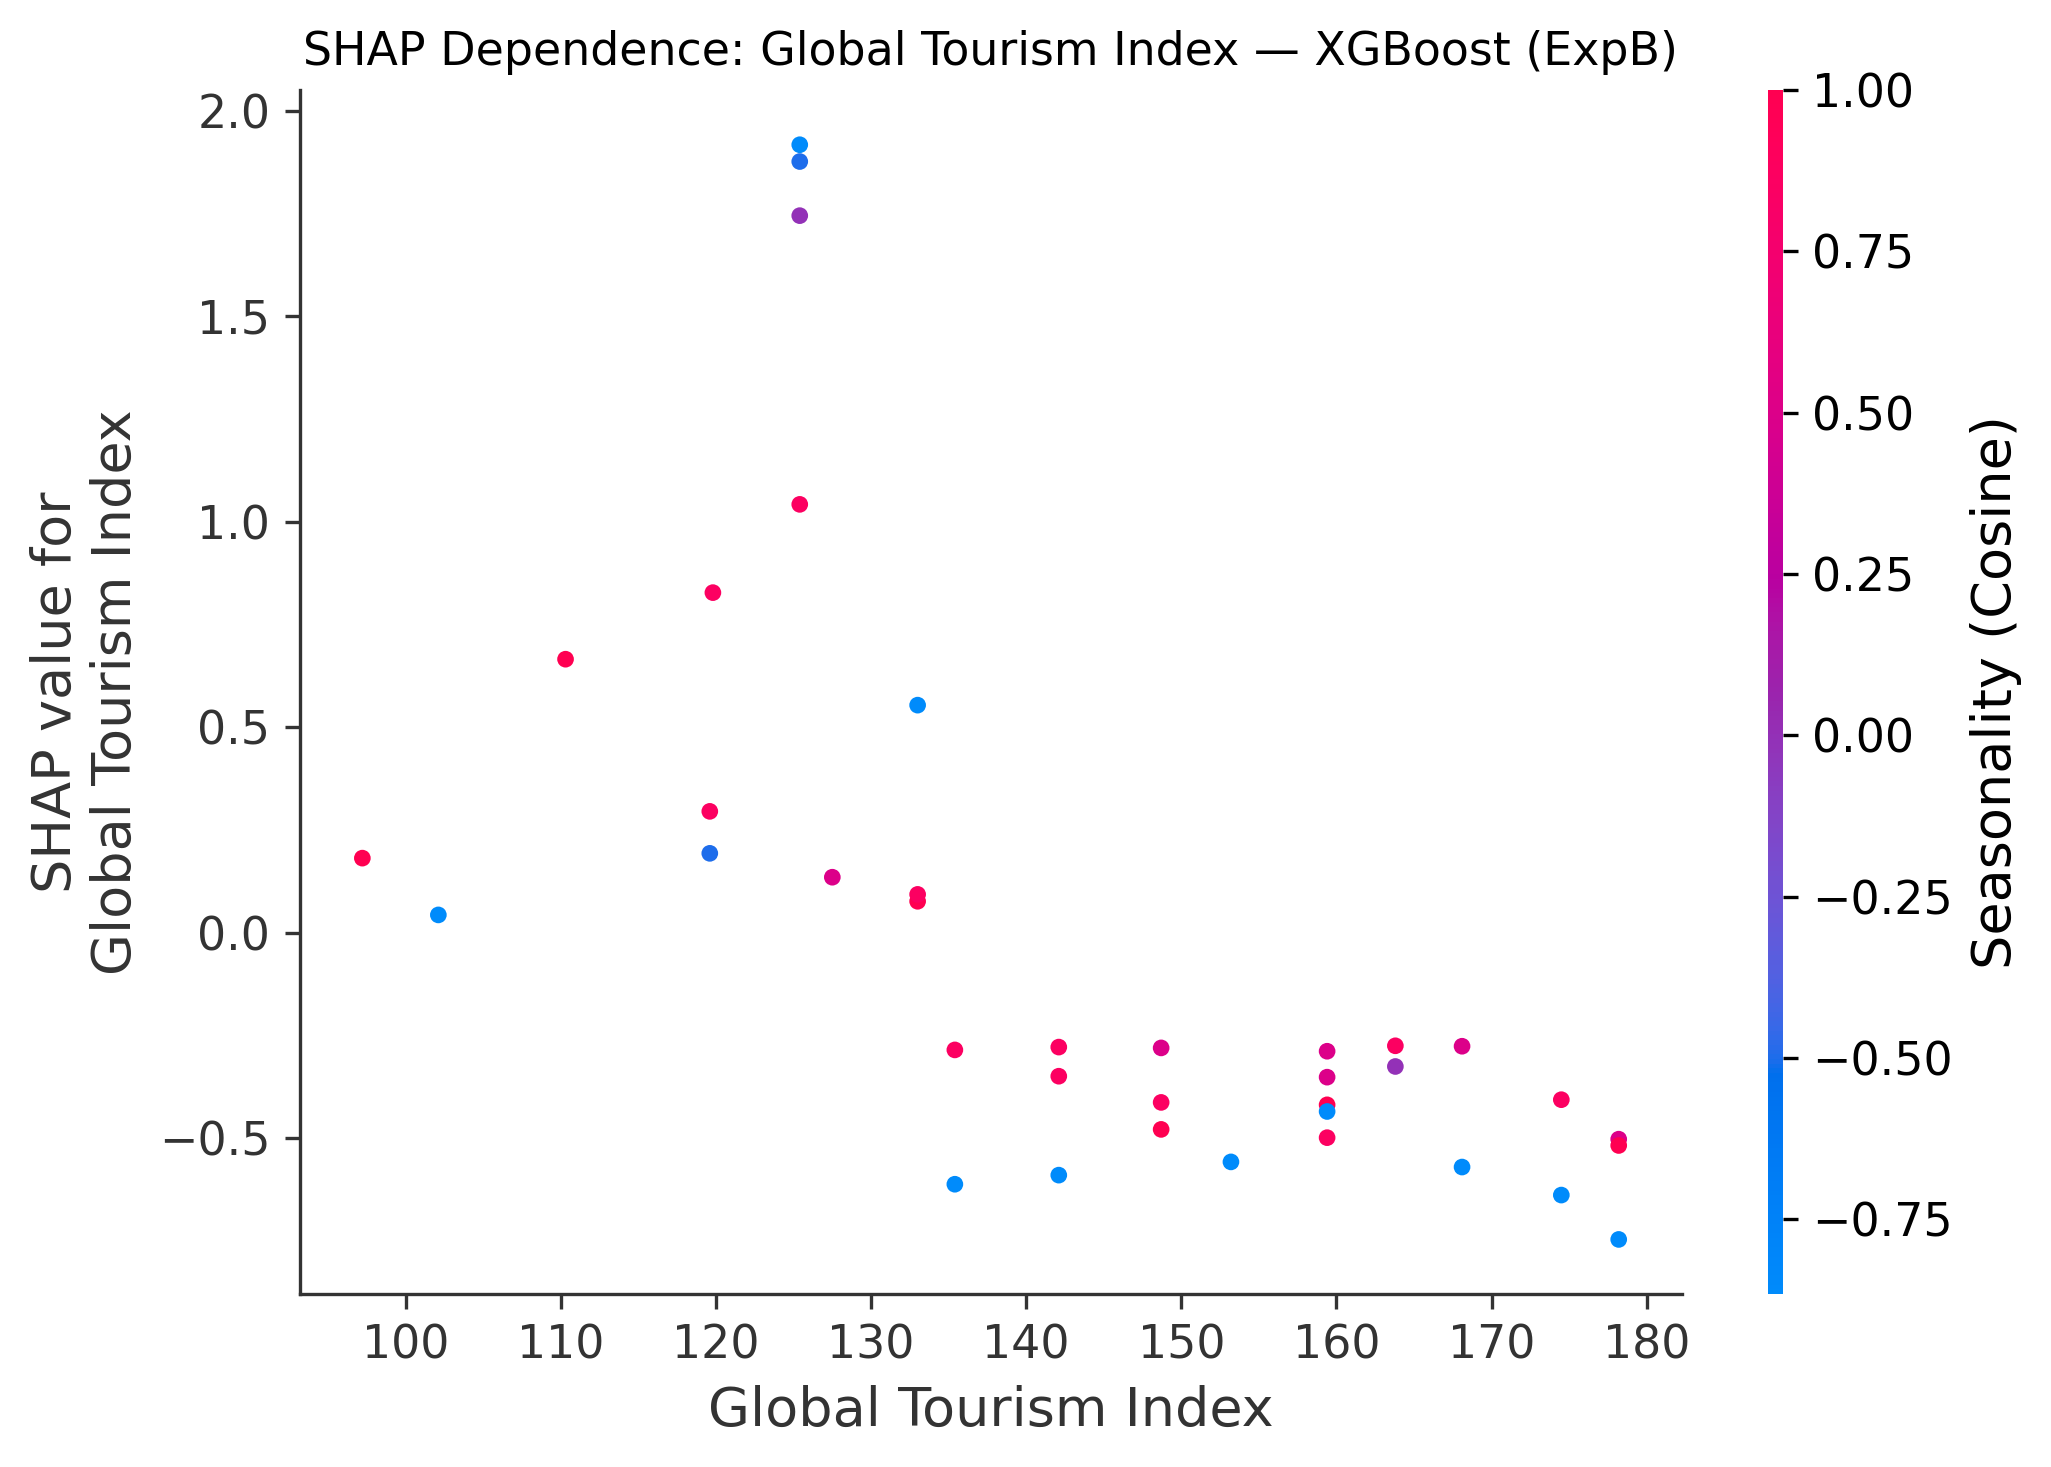 SHAP Dependence: Global Tourism Index — XGBoost (ExpB)
SHAP value for
Global Tourism Index
2.0
1.5
1.0
0.5
0.0
−0.5
100 110 120 130 140 150 160 170 180
Global Tourism Index
1.00
0.75
0.50
0.25
0.00
−0.25
−0.50
−0.75
Seasonality (Cosine)